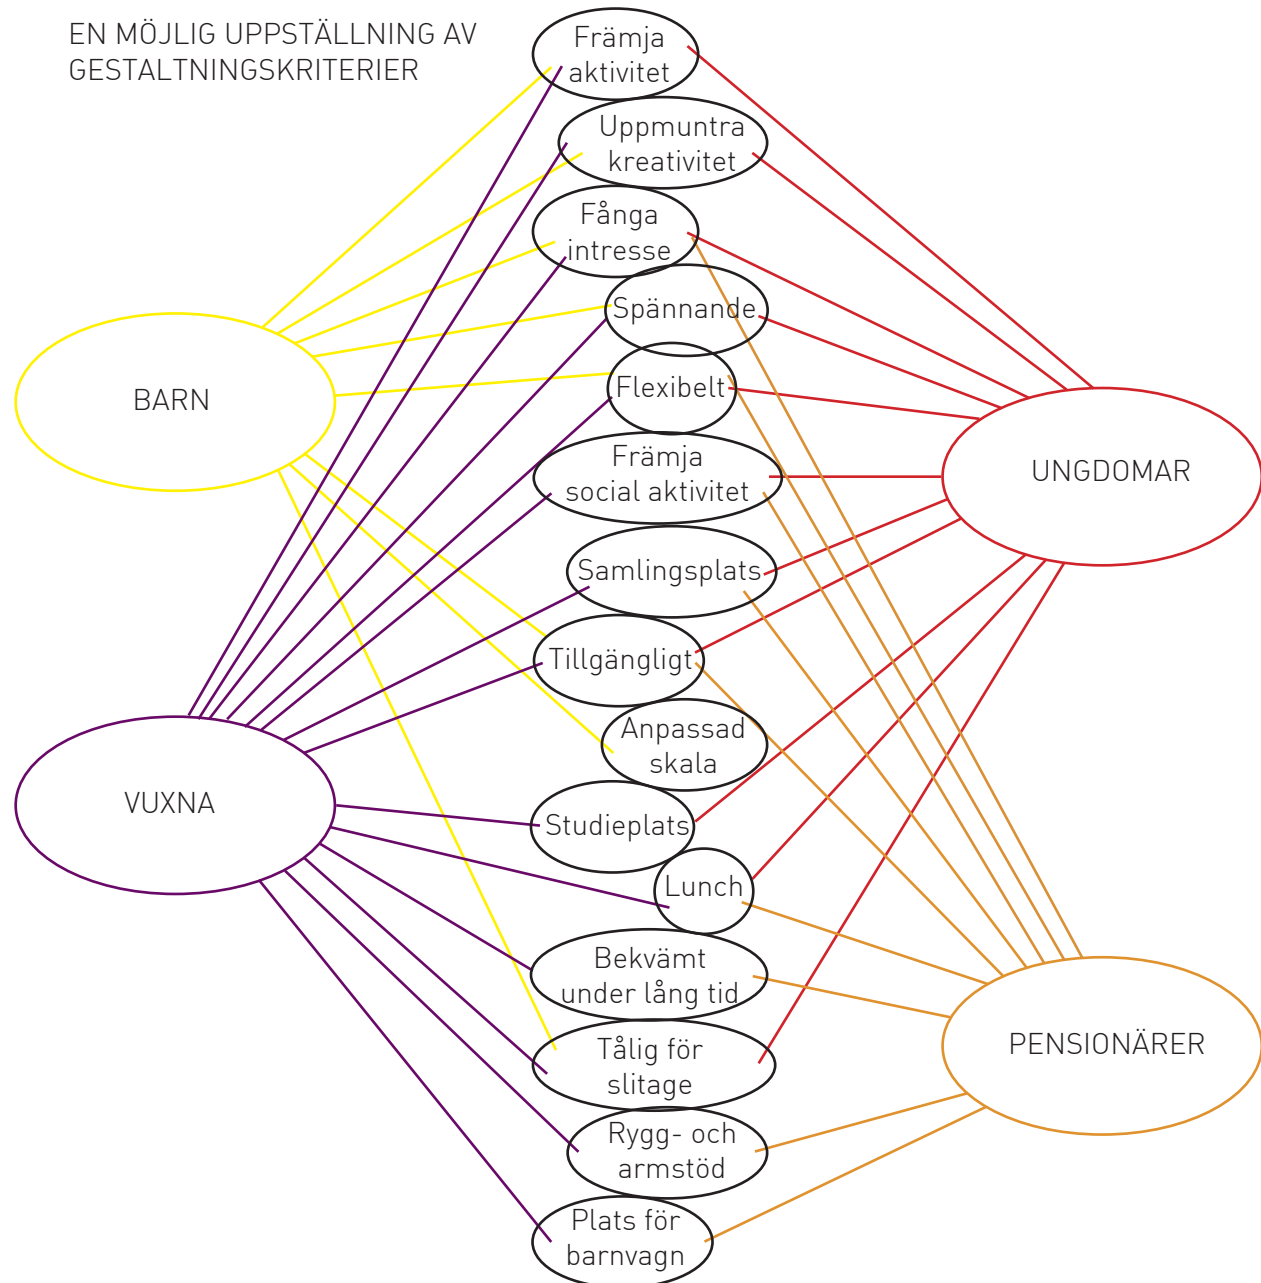 EN MÖJLIG UPPSTÄLLNING AV
GESTALTNINGSKRITERIER
Främja
aktivitet
Uppmuntra
kreativitet
Fånga
intresse
Spännande
Flexibelt
BARN
Främja
social aktivitet
UNGDOMAR
Samlingsplats
Tillgängligt
Anpassad
skala
VUXNA
Studieplats
Lunch
Bekvämt
under lång tid
PENSIONÄRER
Tålig för
slitage
Rygg- och
armstöd
Plats för
barnvagn